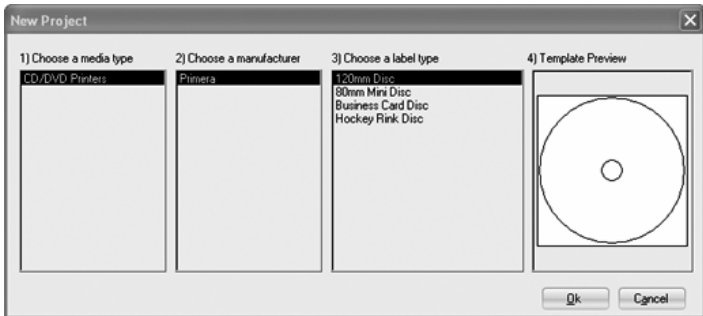 New Project
1) Choose a media type
CD/DVD Printers
2) Choose a manufacturer
Primera
3) Choose a label type
120mm Disc
80mm Mini Disc
Business Card Disc
Hockey Rink Disc
4) Template Preview
Ok
Cancel